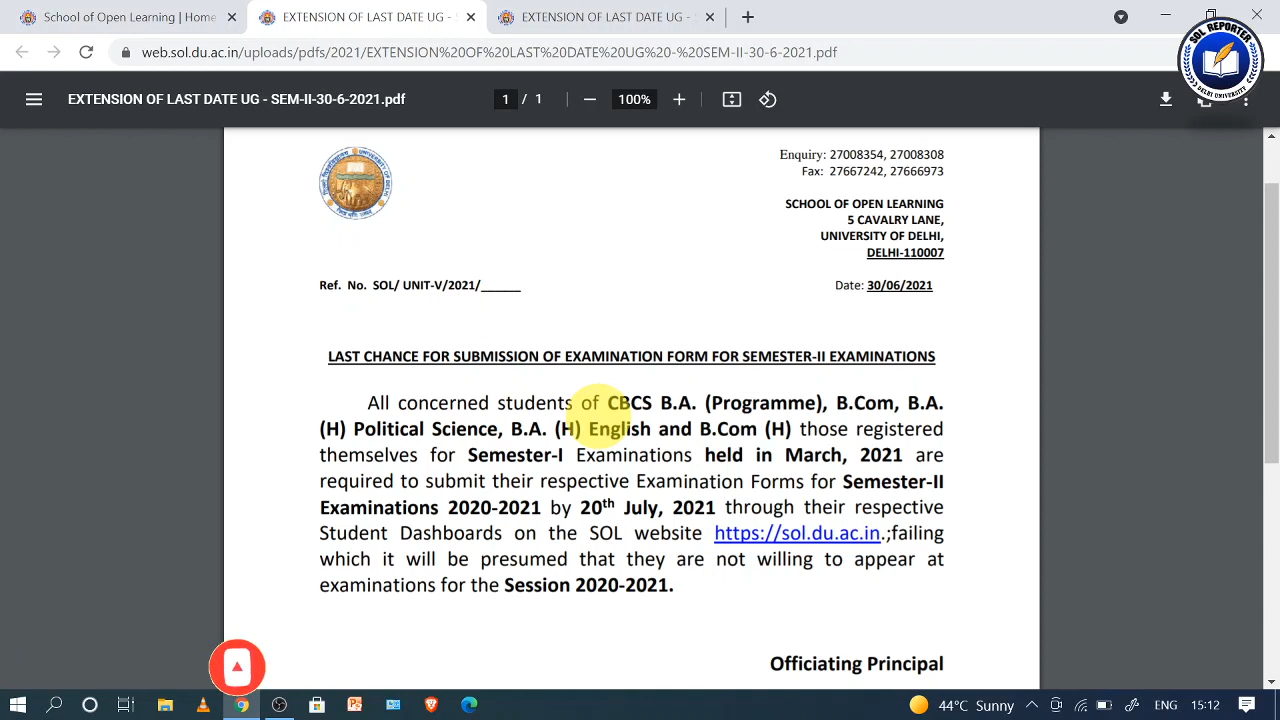 School of Open Learning | Home
EXTENSION OF LAST DATE UG -
EXTENSION OF LAST DATE UG -
web.sol.du.ac.in/uploads/pdfs/2021/EXTENSION%20OF%20LAST%20DATE%20UG%20-%20SEM-II-30-6-2021.pdf
SOL REPORTER
DELHI UNIVERSITY
EXTENSION OF LAST DATE UG - SEM-II-30-6-2021.pdf
1 / 1
100%
Enquiry: 27008354, 27008308
Fax: 27667242, 27666973
SCHOOL OF OPEN LEARNING
5 CAVALRY LANE,
UNIVERSITY OF DELHI,
DELHI-110007
Ref. No. SOL/ UNIT-V/2021/______
Date: 30/06/2021
LAST CHANCE FOR SUBMISSION OF EXAMINATION FORM FOR SEMESTER-II EXAMINATIONS
All concerned students of CBCS B.A. (Programme), B.Com, B.A.
(H) Political Science, B.A. (H) English and B.Com (H) those registered
themselves for Semester-I Examinations held in March, 2021 are
required to submit their respective Examination Forms for Semester-II
Examinations 2020-2021 by 20th July, 2021 through their respective
Student Dashboards on the SOL website https://sol.du.ac.in.;failing
which it will be presumed that they are not willing to appear at
examinations for the Session 2020-2021.
Officiating Principal
44°C Sunny
ENG
15:12